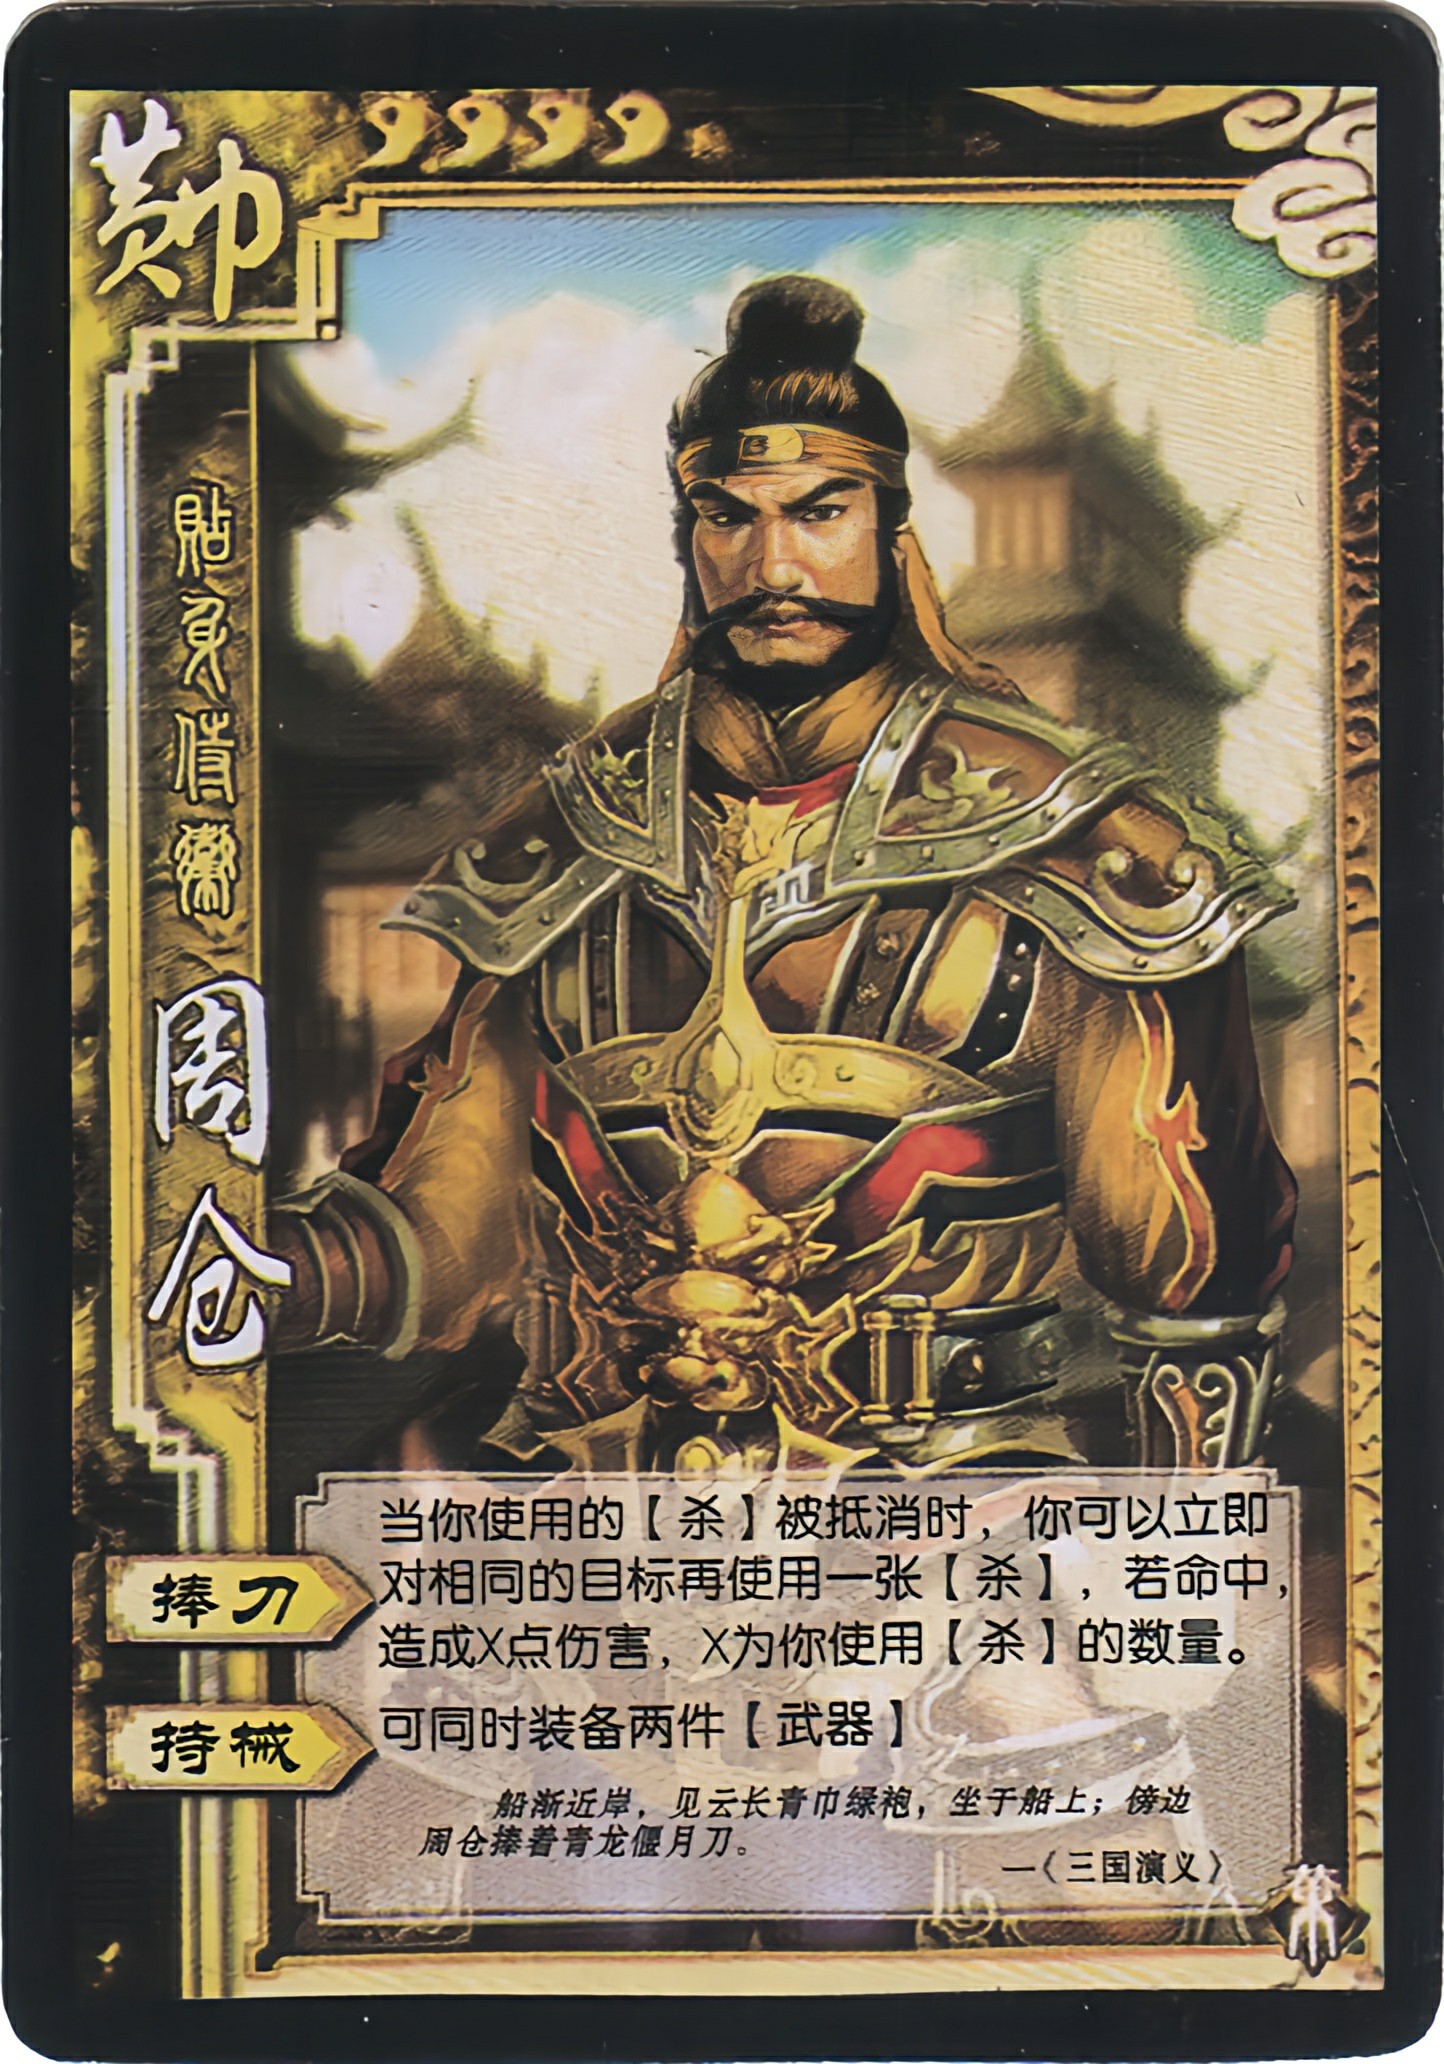 黄巾
貼身侍衛
周仓
捧刀
当你使用的【杀】被抵消时，你可以立即
对相同的目标再使用一张【杀】，若命中，
造成X点伤害，X为你使用【杀】的数量。
持械
可同时装备两件【武器】
船渐近岸，见云长青巾绿袍，坐于船上；傍边
周仓捧着青龙偃月刀。
—《三国演义》